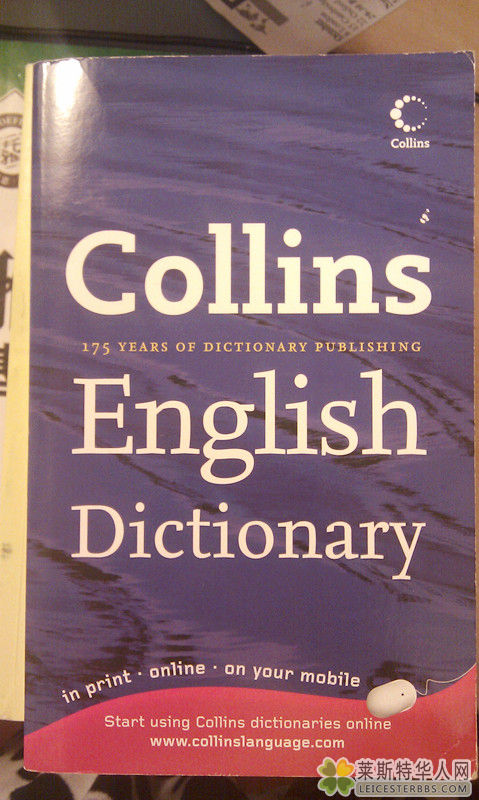 Collins
Collins
175 YEARS OF DICTIONARY PUBLISHING
English
Dictionary
in print · online · on your mobile
Start using Collins dictionaries online
www.collinslanguage.com
莱斯特华人网
LEICESTERBBS.COM